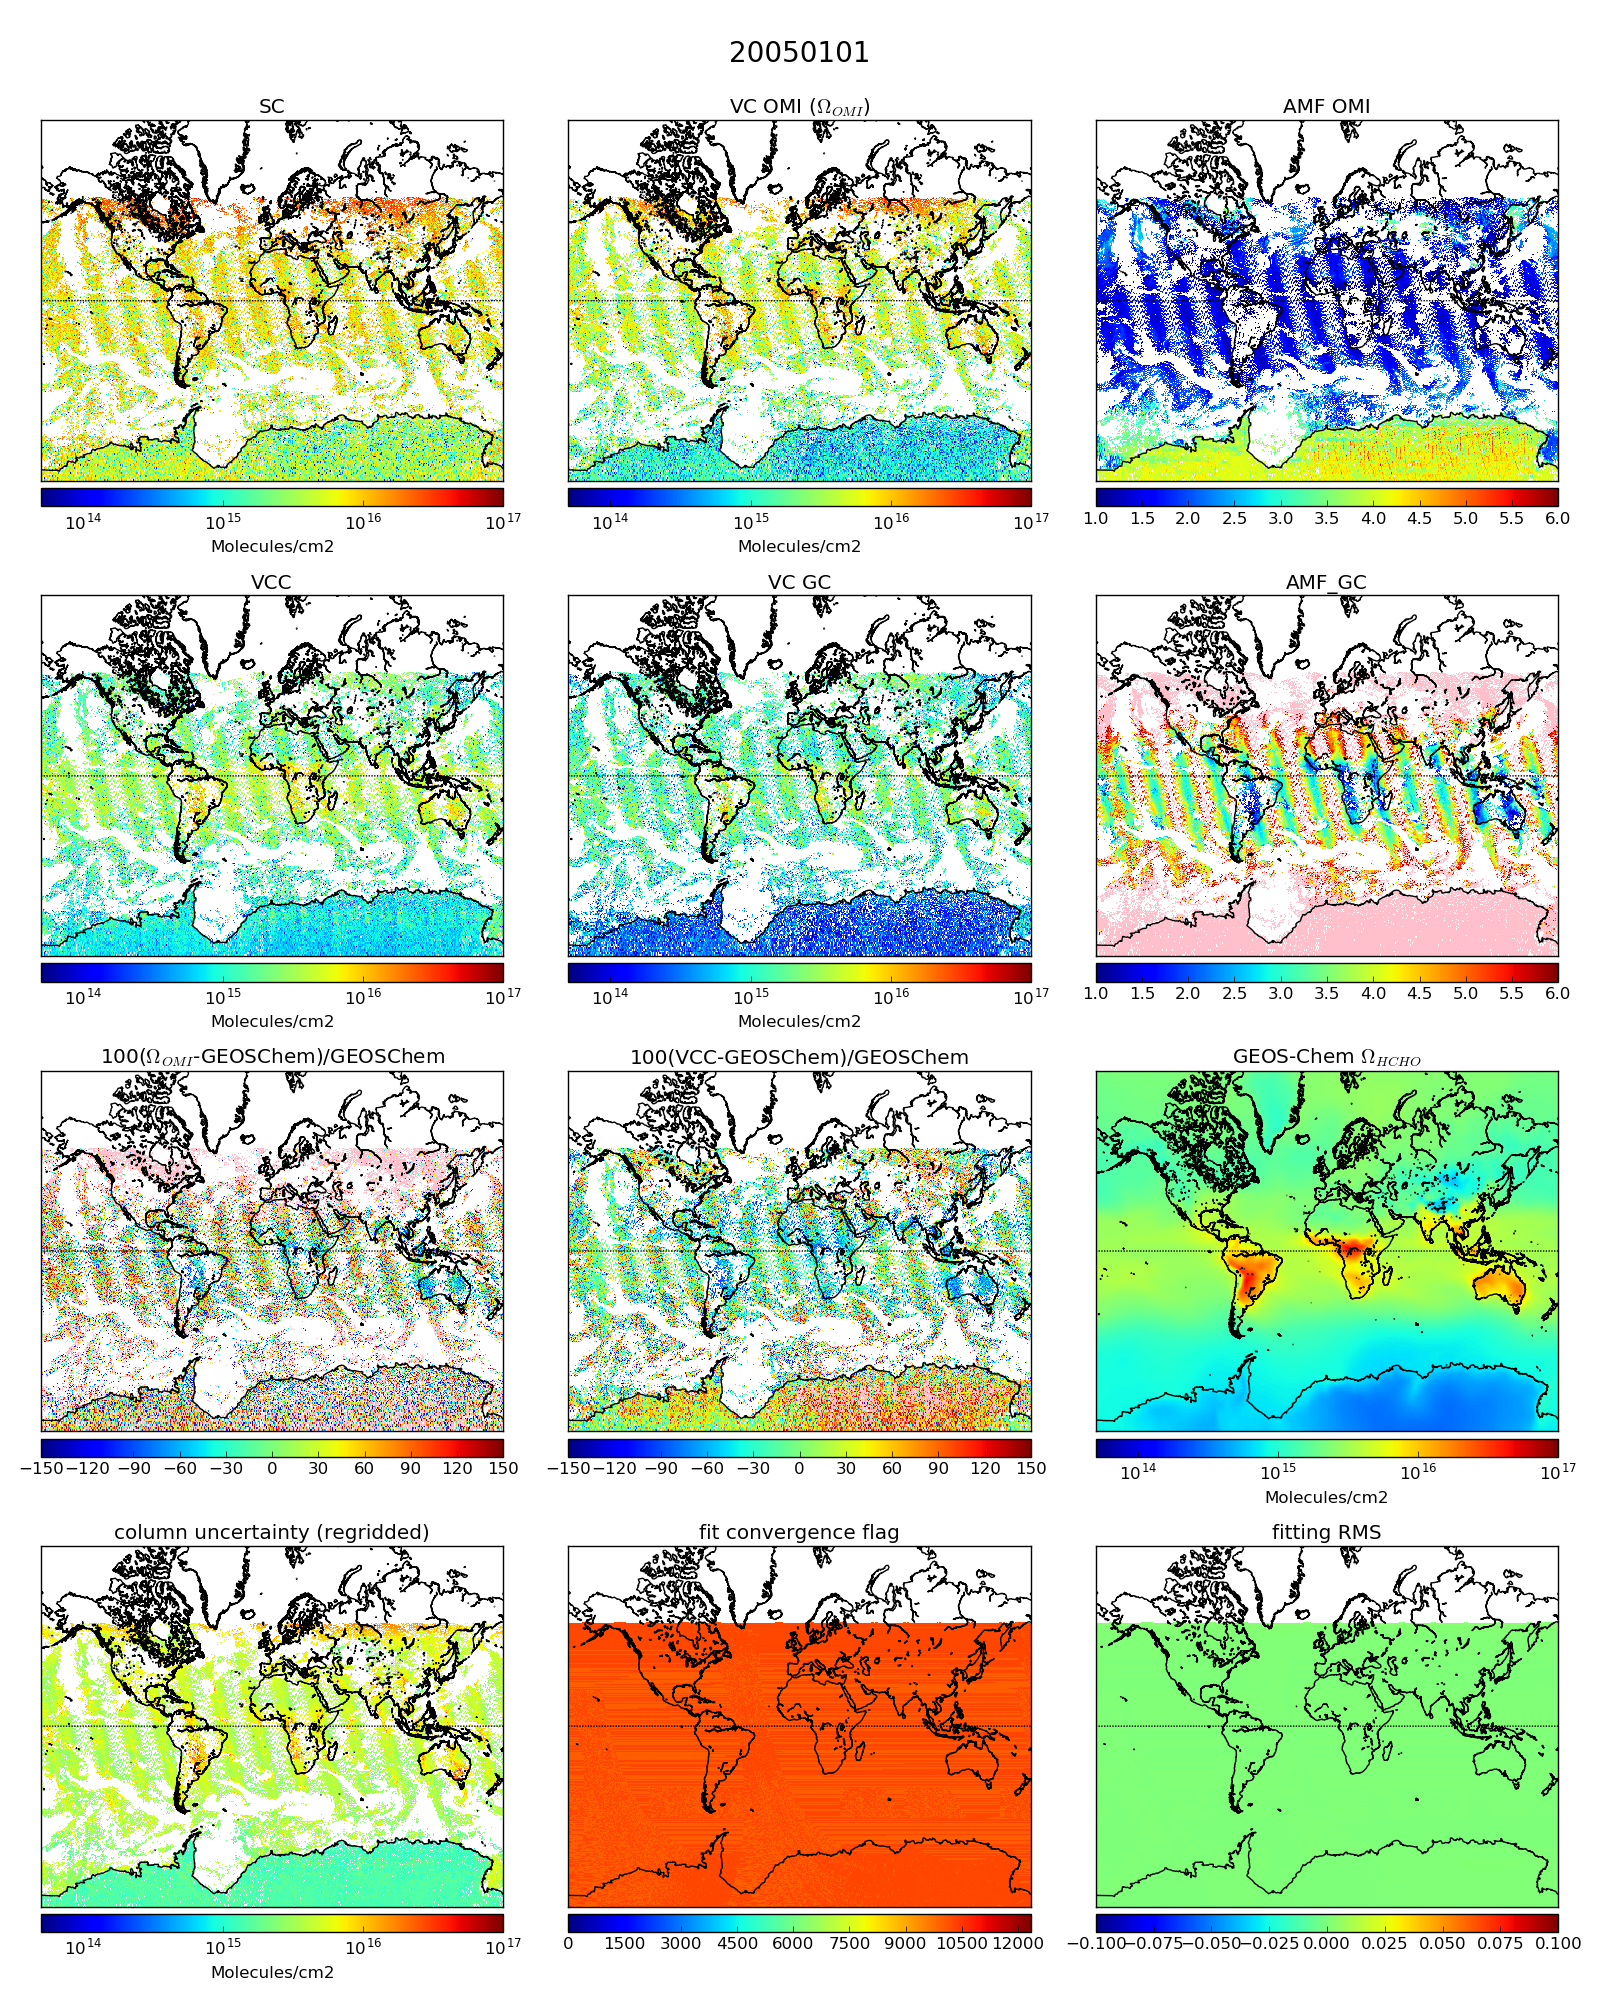 20050101
SC
VC OMI (Ω_OMI)
AMF OMI
10^14 10^15 10^16 10^17
Molecules/cm2
10^14 10^15 10^16 10^17
Molecules/cm2
1.0 1.5 2.0 2.5 3.0 3.5 4.0 4.5 5.0 5.5 6.0
VCC
VC GC
AMF_GC
10^14 10^15 10^16 10^17
Molecules/cm2
10^14 10^15 10^16 10^17
Molecules/cm2
1.0 1.5 2.0 2.5 3.0 3.5 4.0 4.5 5.0 5.5 6.0
100(Ω_OMI-GEOSChem)/GEOSChem
100(VCC-GEOSChem)/GEOSChem
GEOS-Chem Ω_HCHO
−150 −120 −90 −60 −30 0 30 60 90 120 150
−150 −120 −90 −60 −30 0 30 60 90 120 150
10^14 10^15 10^16 10^17
Molecules/cm2
column uncertainty (regridded)
fit convergence flag
fitting RMS
10^14 10^15 10^16 10^17
Molecules/cm2
0 1500 3000 4500 6000 7500 9000 10500 12000
−0.100 −0.075 −0.050 −0.025 0.000 0.025 0.050 0.075 0.100